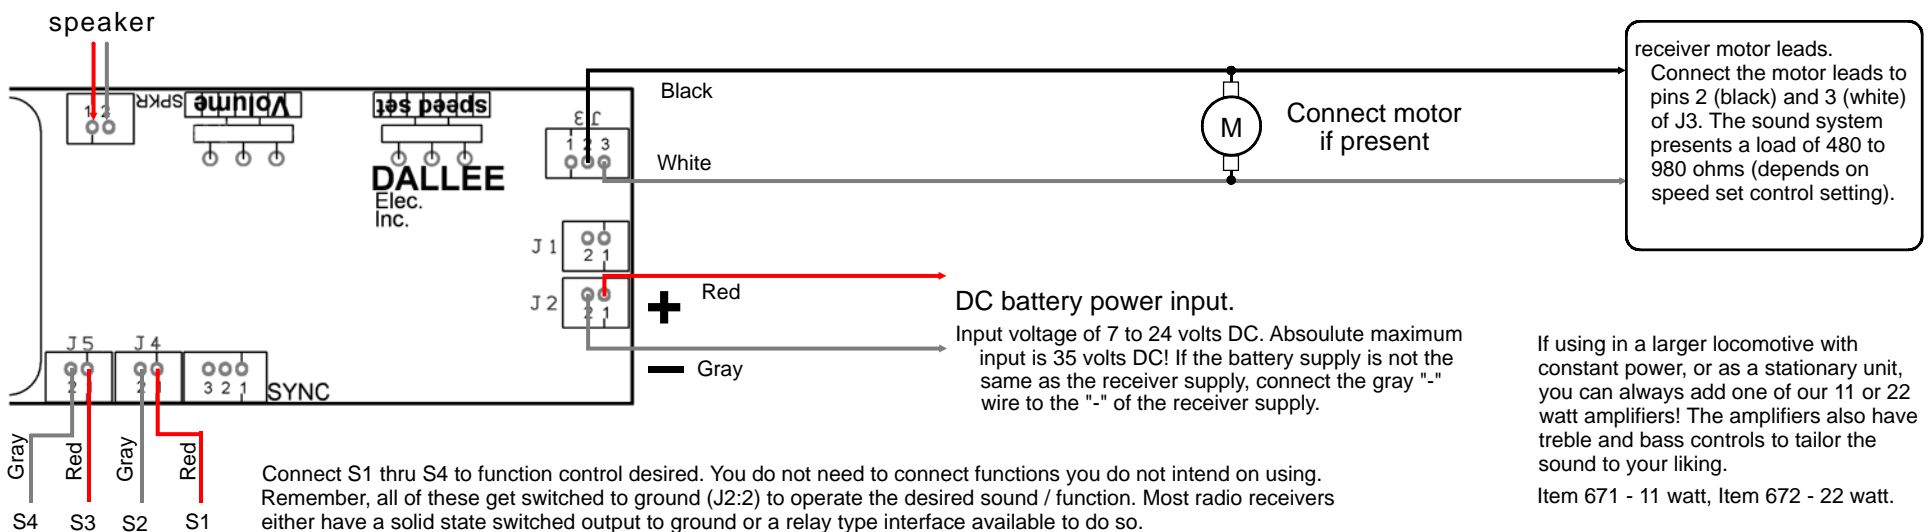 speaker
1 2
SPKR
Volume
speed set
J3
1 2 3
DALLEE
Elec.
Inc.
Black
White
M
Connect motor
if present
receiver motor leads.
Connect the motor leads to
pins 2 (black) and 3 (white)
of J3. The sound system
presents a load of 480 to
980 ohms (depends on
speed set control setting).
J 1
2 1
J 2
2 1
+
Red
−
Gray
DC battery power input.
Input voltage of 7 to 24 volts DC. Absoulute maximum
input is 35 volts DC! If the battery supply is not the
same as the receiver supply, connect the gray "-"
wire to the "-" of the receiver supply.
If using in a larger locomotive with
constant power, or as a stationary unit,
you can always add one of our 11 or 22
watt amplifiers! The amplifiers also have
treble and bass controls to tailor the
sound to your liking.
Item 671 - 11 watt, Item 672 - 22 watt.
J 5
2 1
J 4
2 1
3 2 1
SYNC
Gray
Red
Gray
Red
S4
S3
S2
S1
Connect S1 thru S4 to function control desired. You do not need to connect functions you do not intend on using.
Remember, all of these get switched to ground (J2:2) to operate the desired sound / function. Most radio receivers
either have a solid state switched output to ground or a relay type interface available to do so.